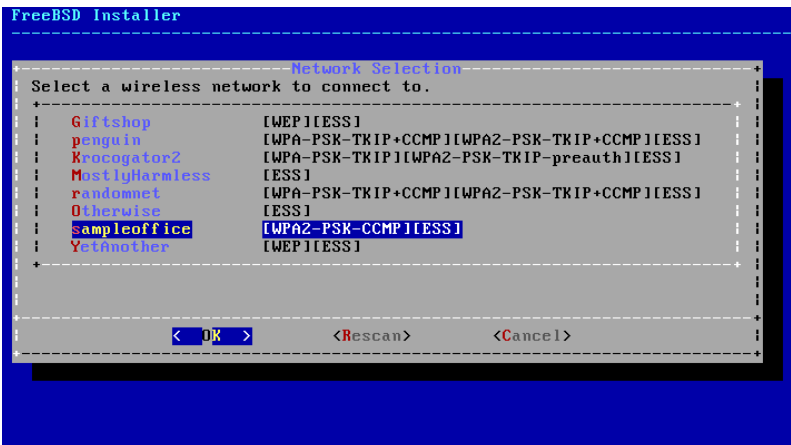 FreeBSD Installer
Network Selection
Select a wireless network to connect to.
Giftshop [WEP][ESS]
penguin [WPA-PSK-TKIP+CCMP][WPA2-PSK-TKIP+CCMP][ESS]
Krocogator2 [WPA-PSK-TKIP][WPA2-PSK-TKIP-preauth][ESS]
MostlyHarmless [ESS]
randomnet [WPA-PSK-TKIP+CCMP][WPA2-PSK-TKIP+CCMP][ESS]
Otherwise [ESS]
sampleoffice [WPA2-PSK-CCMP][ESS]
YetAnother [WEP][ESS]
< OK > <Rescan> <Cancel>